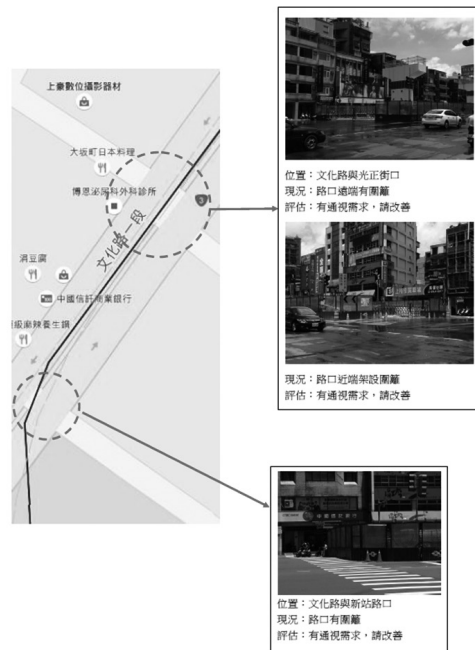 上豪數位攝影器材
大坂町日本料理
博恩泌尿科外科診所
3
文化路一段
涓豆腐
中國信託商業銀行
級麻辣養生鍋
位置：文化路與光正街口
現況：路口遠端有圍籬
評估：有通視需求，請改善
現況：路口近端架設圍籬
評估：有通視需求，請改善
位置：文化路與新站路口
現況：路口有圍籬
評估：有通視需求，請改善